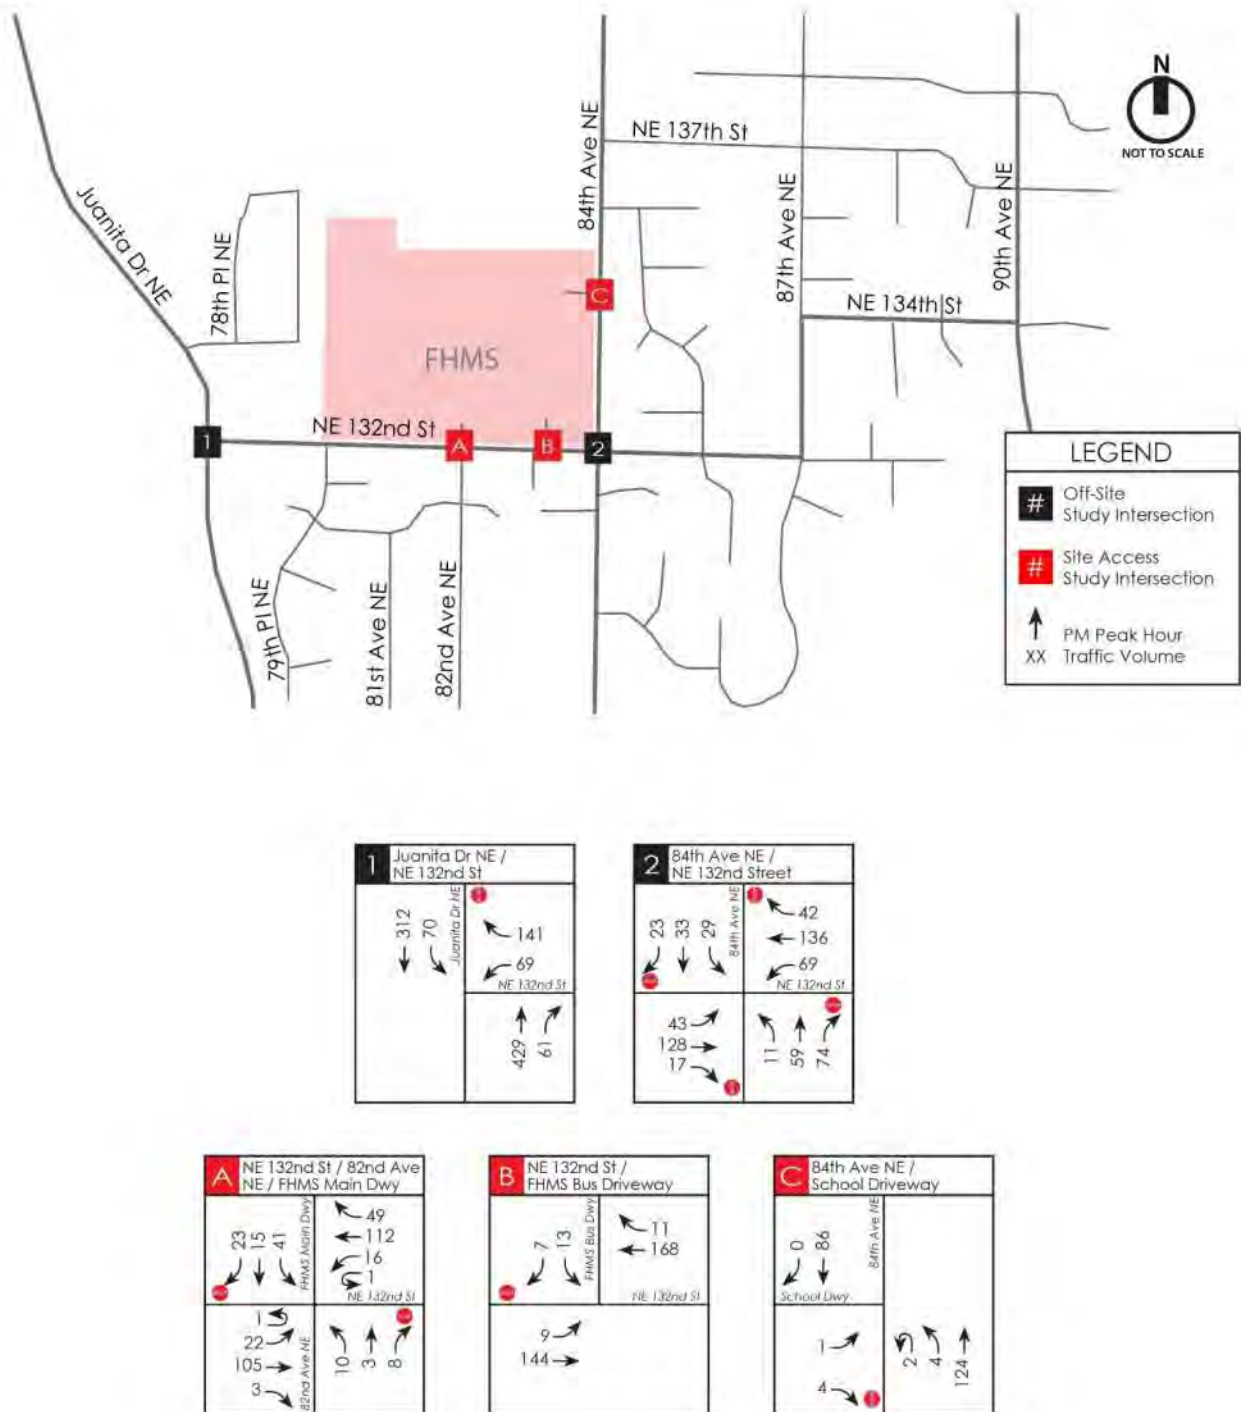 N
NOT TO SCALE
Juanita Dr NE
78th Pl NE
84th Ave NE
NE 137th St
87th Ave NE
90th Ave NE
NE 134th St
FHMS
C
NE 132nd St
1
A
B
2
79th Pl NE
81st Ave NE
82nd Ave NE
LEGEND
# Off-Site
Study Intersection
# Site Access
Study Intersection
PM Peak Hour
XX Traffic Volume
1 Juanita Dr NE /
NE 132nd St
312
70
Juanita Dr NE
141
69
NE 132nd St
429
61
2 84th Ave NE /
NE 132nd Street
23
33
29
84th Ave NE
42
136
69
NE 132nd St
43
128
17
11
59
74
A NE 132nd St / 82nd Ave
NE / FHMS Main Dwy
23
15
41
FHMS Main Dwy
49
112
16
1
NE 132nd St
1
22
105
3
82nd Ave NE
10
3
8
B NE 132nd St /
FHMS Bus Driveway
7
13
FHMS Bus Dwy
11
168
NE 132nd St
9
144
C 84th Ave NE /
School Driveway
0
86
84th Ave NE
School Dwy
1
4
2
4
124